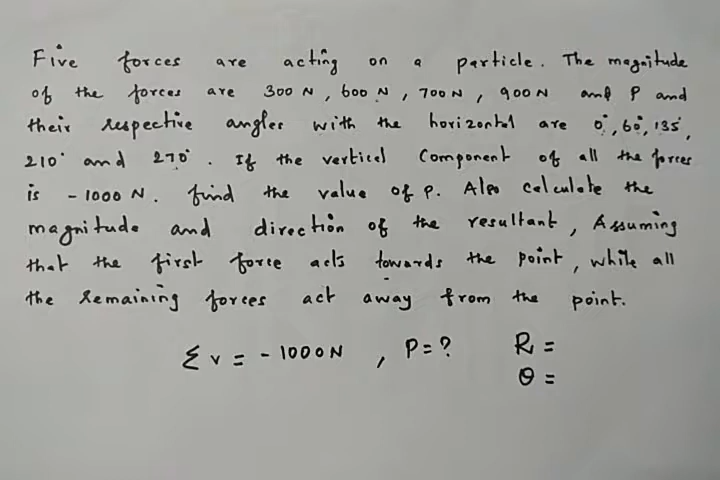 Five forces are acting on a particle. The magnitude
of the forces are 300 N, 600 N, 700 N, 900 N and P and
their respective angles with the horizontal are 0°, 60°, 135°,
210° and 270°. If the vertical component of all the forces
is - 1000 N. find the value of P. Also calculate the
magnitude and direction of the resultant, Assuming
that the first force acts towards the point, while all
the remaining forces act away from the point.
Σv = - 1000N , P = ? R =
θ =